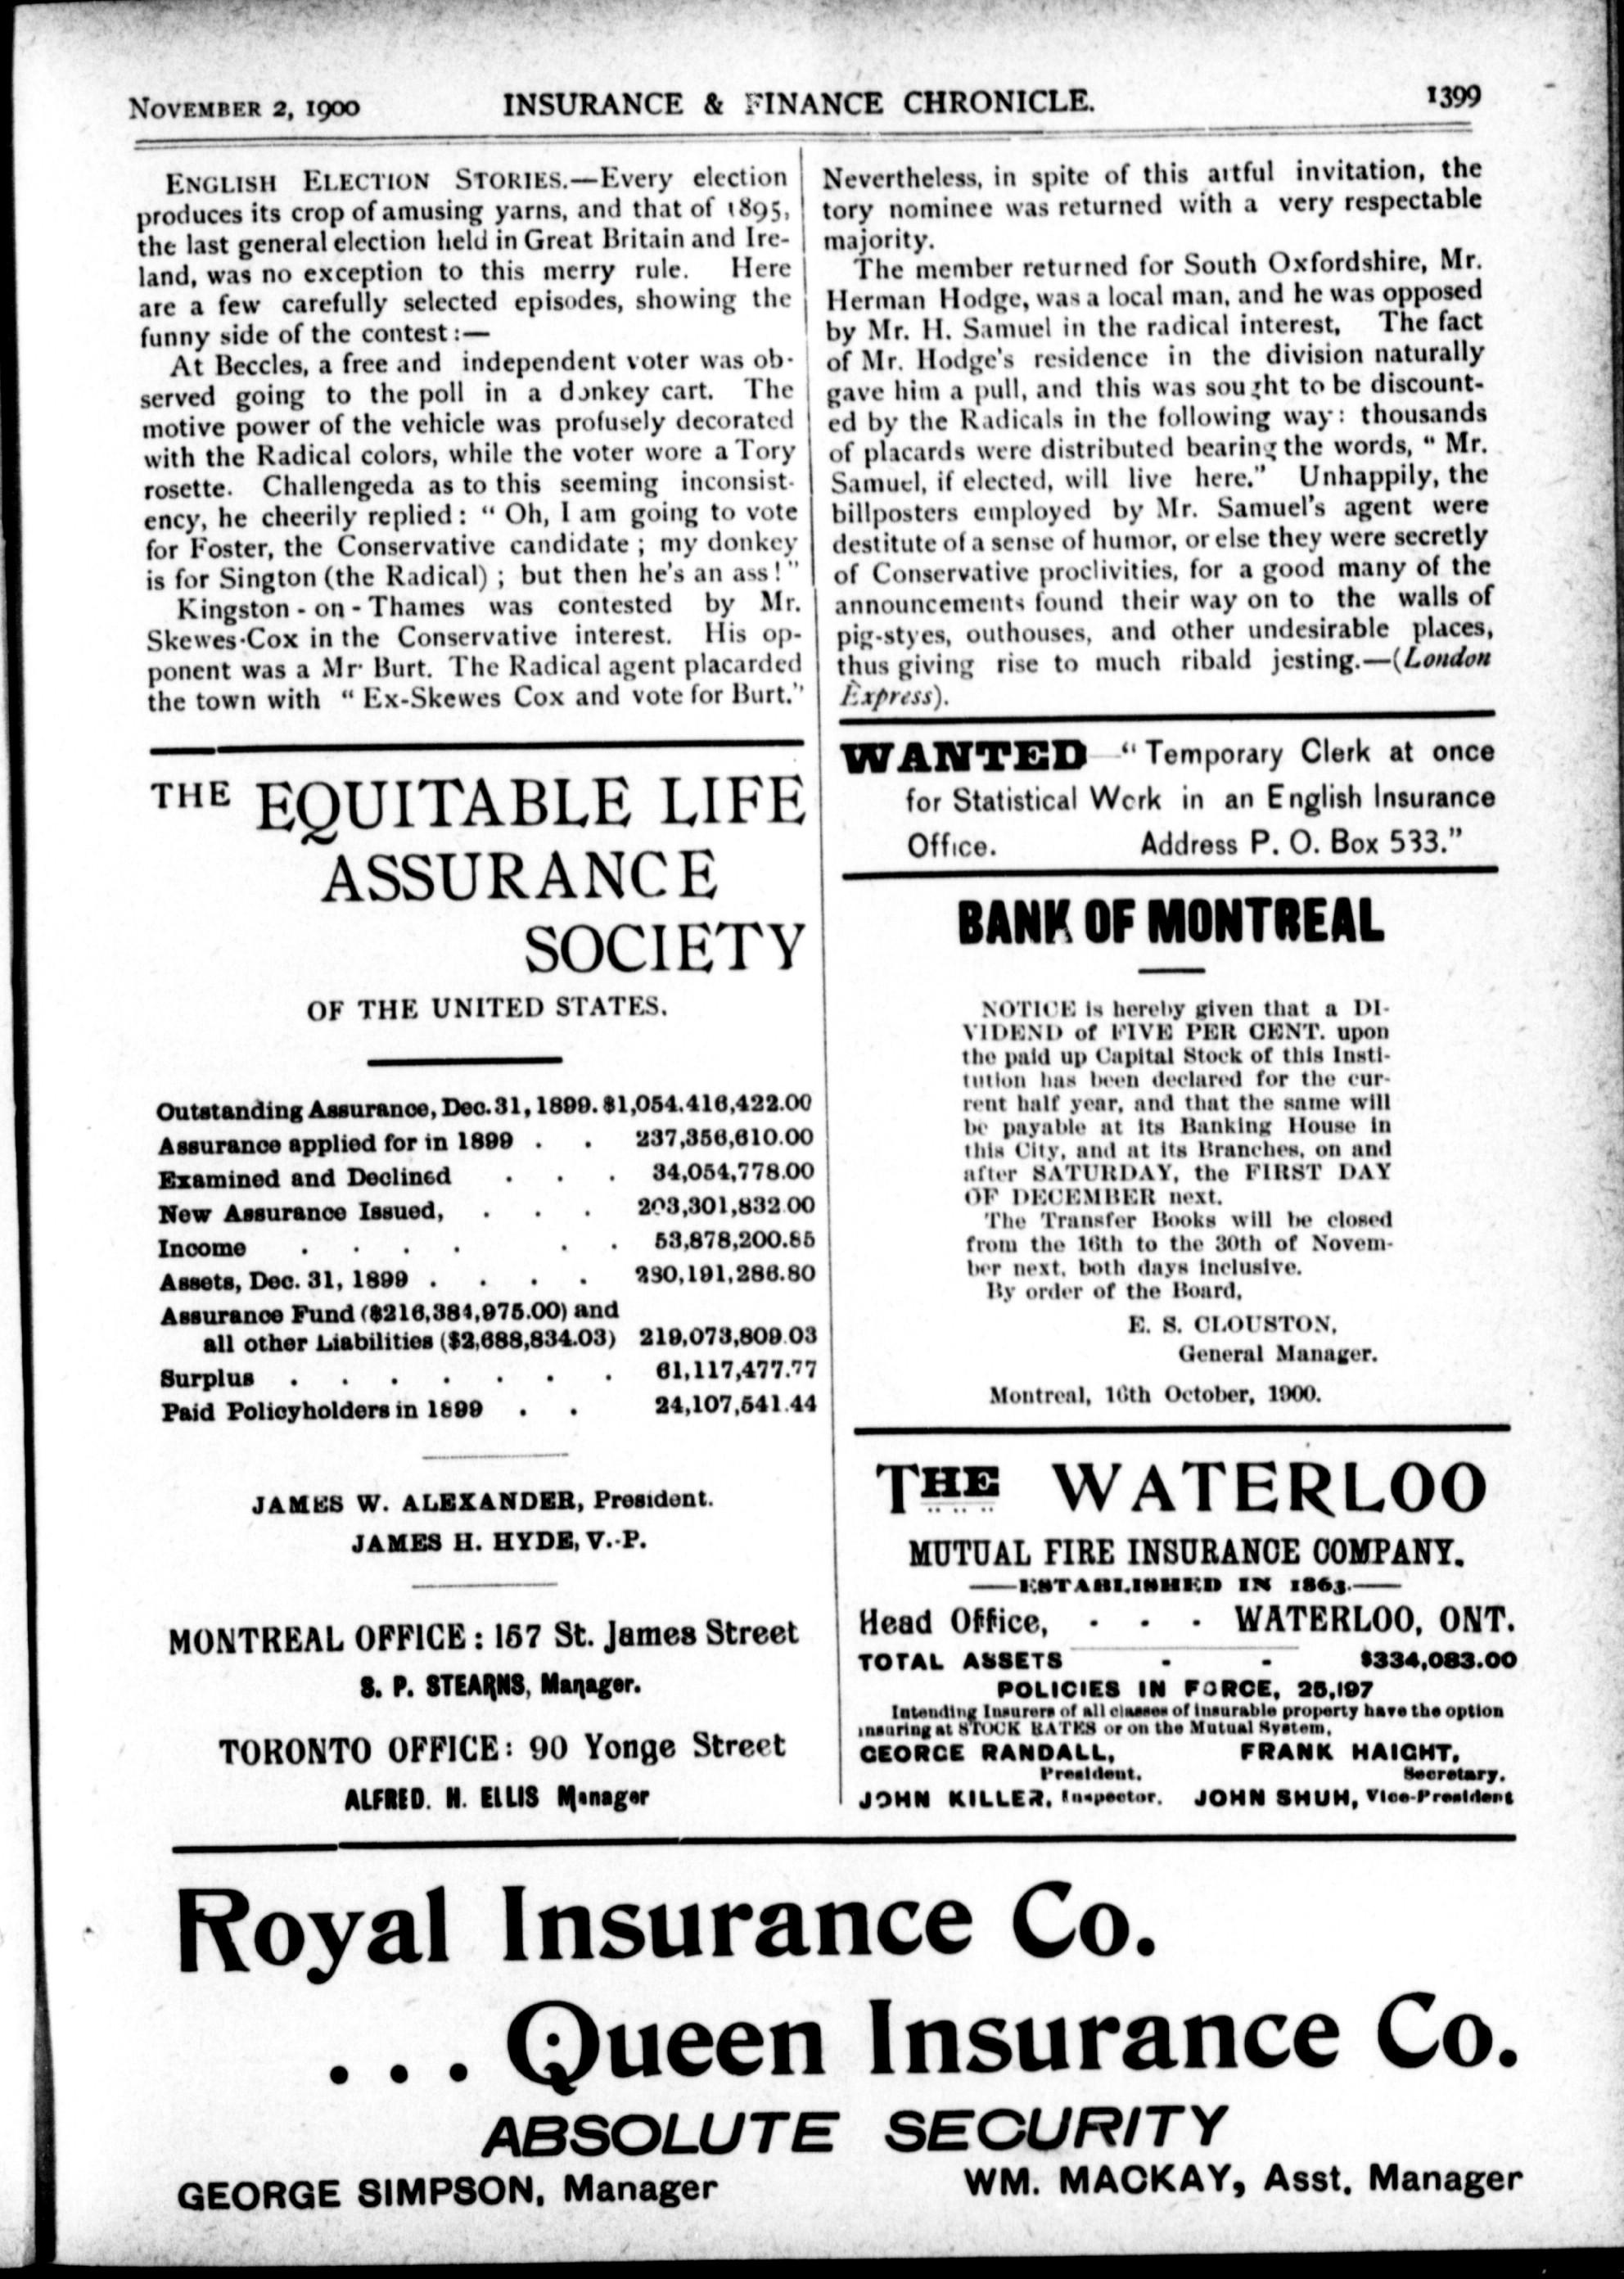 NOVEMBER 2, 1900 INSURANCE & FINANCE CHRONICLE. 1399
ENGLISH ELECTION STORIES.—Every election
produces its crop of amusing yarns, and that of 1895,
the last general election held in Great Britain and Ire-
land, was no exception to this merry rule. Here
are a few carefully selected episodes, showing the
funny side of the contest :—
At Beccles, a free and independent voter was ob-
served going to the poll in a donkey cart. The
motive power of the vehicle was profusely decorated
with the Radical colors, while the voter wore a Tory
rosette. Challengeda as to this seeming inconsist-
ency, he cheerily replied : “ Oh, I am going to vote
for Foster, the Conservative candidate ; my donkey
is for Sington (the Radical) ; but then he's an ass ! ”
Kingston - on - Thames was contested by Mr.
Skewes-Cox in the Conservative interest. His op-
ponent was a Mr. Burt. The Radical agent placarded
the town with “ Ex-Skewes Cox and vote for Burt.”
Nevertheless, in spite of this artful invitation, the
tory nominee was returned with a very respectable
majority.
The member returned for South Oxfordshire, Mr.
Herman Hodge, was a local man, and he was opposed
by Mr. H. Samuel in the radical interest, The fact
of Mr. Hodge's residence in the division naturally
gave him a pull, and this was sought to be discount-
ed by the Radicals in the following way : thousands
of placards were distributed bearing the words, “ Mr.
Samuel, if elected, will live here.” Unhappily, the
billposters employed by Mr. Samuel's agent were
destitute of a sense of humor, or else they were secretly
of Conservative proclivities, for a good many of the
announcements found their way on to the walls of
pig-styes, outhouses, and other undesirable places,
thus giving rise to much ribald jesting.—(London
Express).
THE EQUITABLE LIFE
ASSURANCE
SOCIETY
OF THE UNITED STATES.
Outstanding Assurance, Dec. 31, 1899. $1,054,416,422.00
Assurance applied for in 1899 . . 237,356,610.00
Examined and Declined . . . 34,054,778.00
New Assurance Issued, . . . 203,301,832.00
Income . . . . . . 53,878,200.85
Assets, Dec. 31, 1899 . . . . 280,191,286.80
Assurance Fund ($216,384,975.00) and
all other Liabilities ($2,688,834.03) 219,073,809.03
Surplus . . . . . . . 61,117,477.77
Paid Policyholders in 1899 . . 24,107,541.44
JAMES W. ALEXANDER, President.
JAMES H. HYDE, V.-P.
MONTREAL OFFICE : 157 St. James Street
S. P. STEARNS, Manager.
TORONTO OFFICE : 90 Yonge Street
ALFRED. H. ELLIS Manager
WANTED “ Temporary Clerk at once
for Statistical Work in an English Insurance
Office. Address P. O. Box 533.”
BANK OF MONTREAL
NOTICE is hereby given that a DI-
VIDEND of FIVE PER CENT. upon
the paid up Capital Stock of this Insti-
tution has been declared for the cur-
rent half year, and that the same will
be payable at its Banking House in
this City, and at its Branches, on and
after SATURDAY, the FIRST DAY
OF DECEMBER next.
The Transfer Books will be closed
from the 16th to the 30th of Novem-
ber next, both days inclusive.
By order of the Board,
E. S. CLOUSTON,
General Manager.
Montreal, 16th October, 1900.
THE WATERLOO
MUTUAL FIRE INSURANCE COMPANY.
—ESTABLISHED IN 1863.—
Head Office, - - - WATERLOO, ONT.
TOTAL ASSETS - - $334,083.00
POLICIES IN FORCE, 25,197
Intending Insurers of all classes of insurable property have the option
insuring at STOCK RATES or on the Mutual System,
GEORGE RANDALL, FRANK HAIGHT,
President. Secretary.
JOHN KILLER, Inspector. JOHN SHUH, Vice-President
Royal Insurance Co.
. . . Queen Insurance Co.
ABSOLUTE SECURITY
GEORGE SIMPSON, Manager WM. MACKAY, Asst. Manager